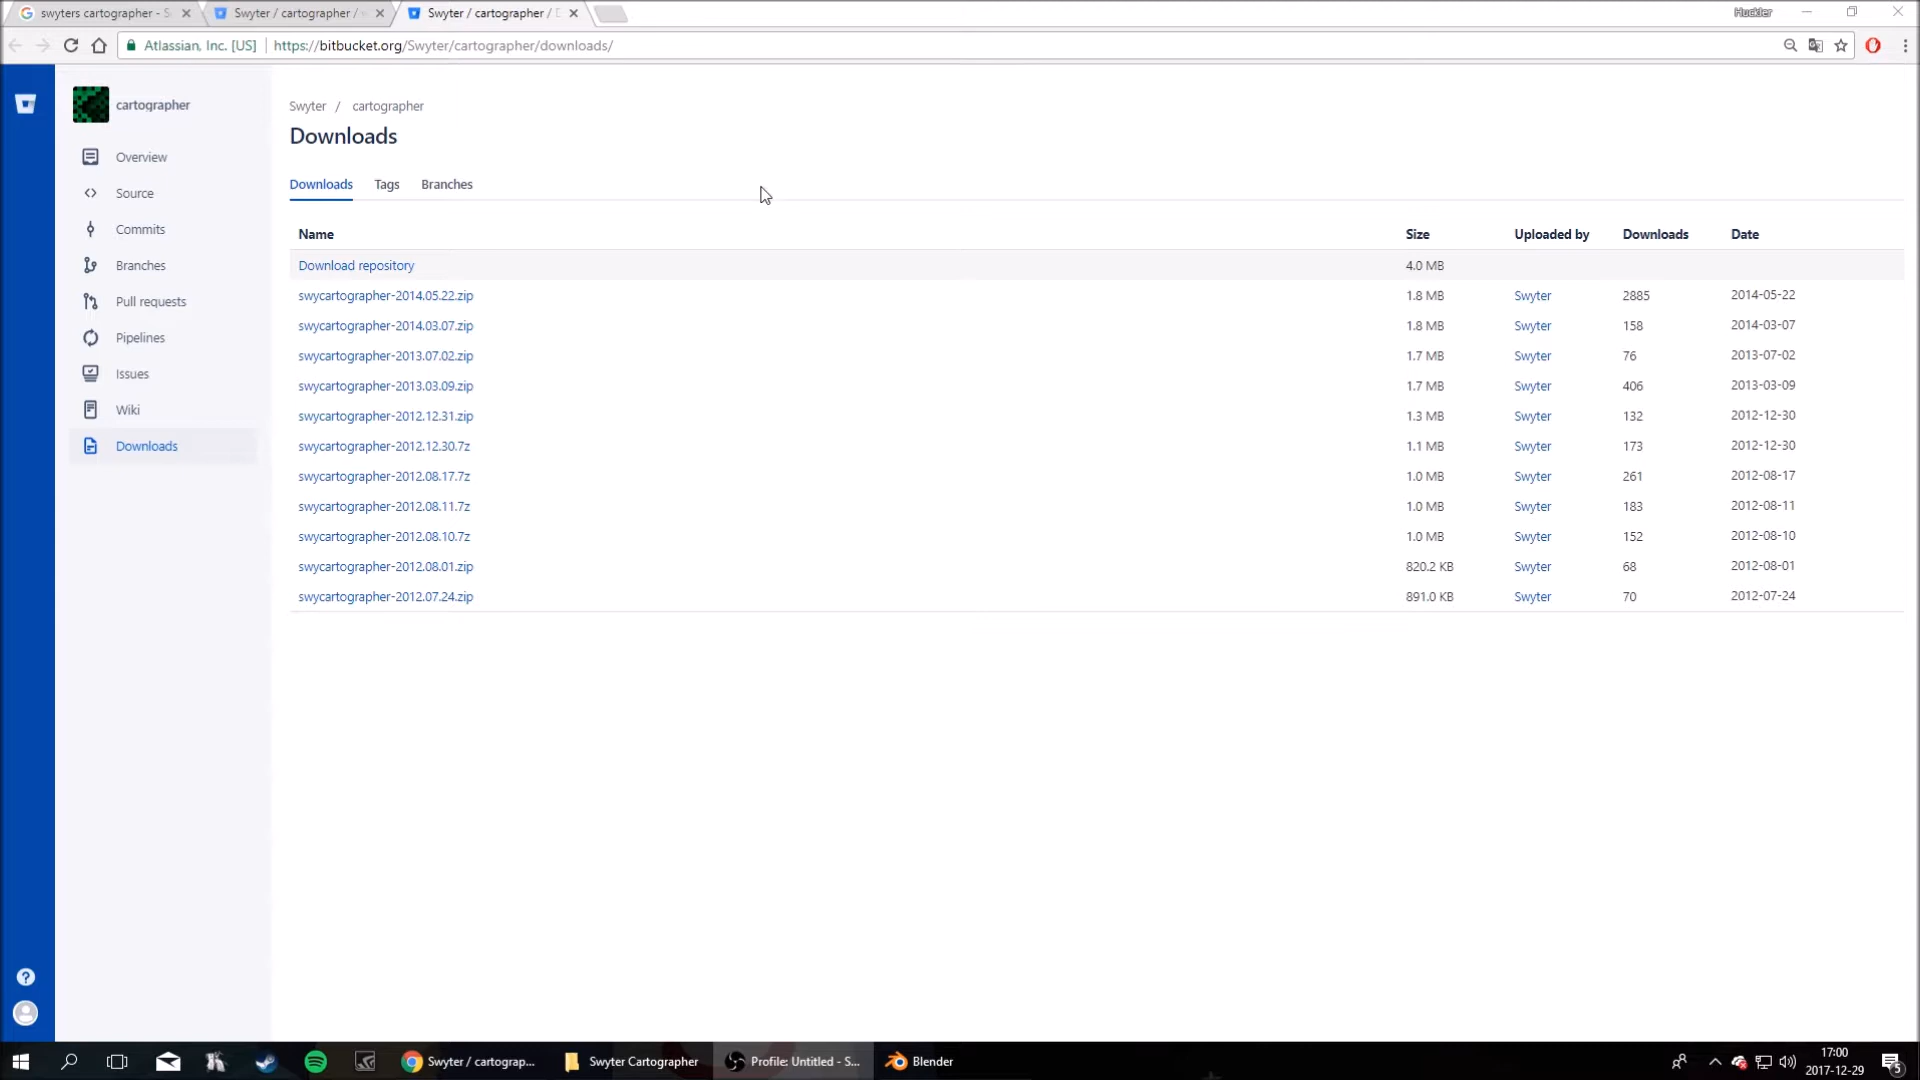 swyters cartographer - S
Swyter / cartographer /
Swyter / cartographer /
Huckler
Atlassian, Inc. [US]
https://bitbucket.org/Swyter/cartographer/downloads/
cartographer
Overview
Source
Commits
Branches
Pull requests
Pipelines
Issues
Wiki
Downloads
Swyter / cartographer
Downloads
Downloads Tags Branches
Name Size Uploaded by Downloads Date
Download repository 4.0 MB
swycartographer-2014.05.22.zip 1.8 MB Swyter 2885 2014-05-22
swycartographer-2014.03.07.zip 1.8 MB Swyter 158 2014-03-07
swycartographer-2013.07.02.zip 1.7 MB Swyter 76 2013-07-02
swycartographer-2013.03.09.zip 1.7 MB Swyter 406 2013-03-09
swycartographer-2012.12.31.zip 1.3 MB Swyter 132 2012-12-30
swycartographer-2012.12.30.7z 1.1 MB Swyter 173 2012-12-30
swycartographer-2012.08.17.7z 1.0 MB Swyter 261 2012-08-17
swycartographer-2012.08.11.7z 1.0 MB Swyter 183 2012-08-11
swycartographer-2012.08.10.7z 1.0 MB Swyter 152 2012-08-10
swycartographer-2012.08.01.zip 820.2 KB Swyter 68 2012-08-01
swycartographer-2012.07.24.zip 891.0 KB Swyter 70 2012-07-24
Swyter / cartograp...
Swyter Cartographer
Profile: Untitled - S...
Blender
17:00
2017-12-29
5